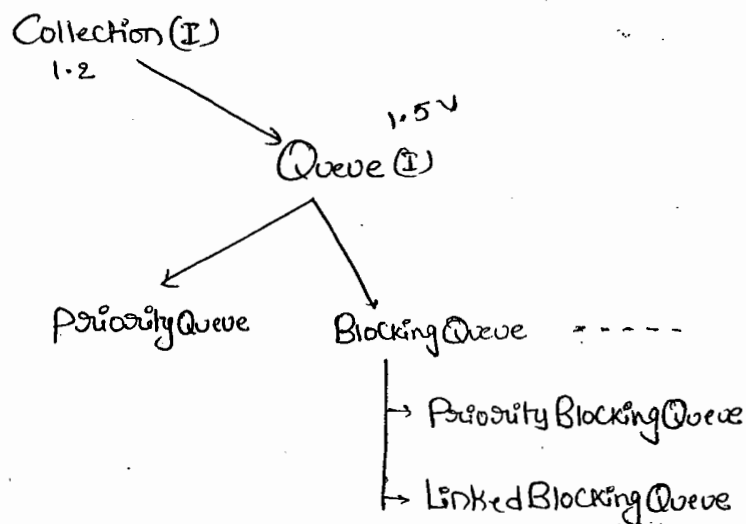 Collection (I)
1.2
1.5 V
Queue (I)
PriorityQueue
BlockingQueue -----
PriorityBlockingQueue
LinkedBlockingQueue